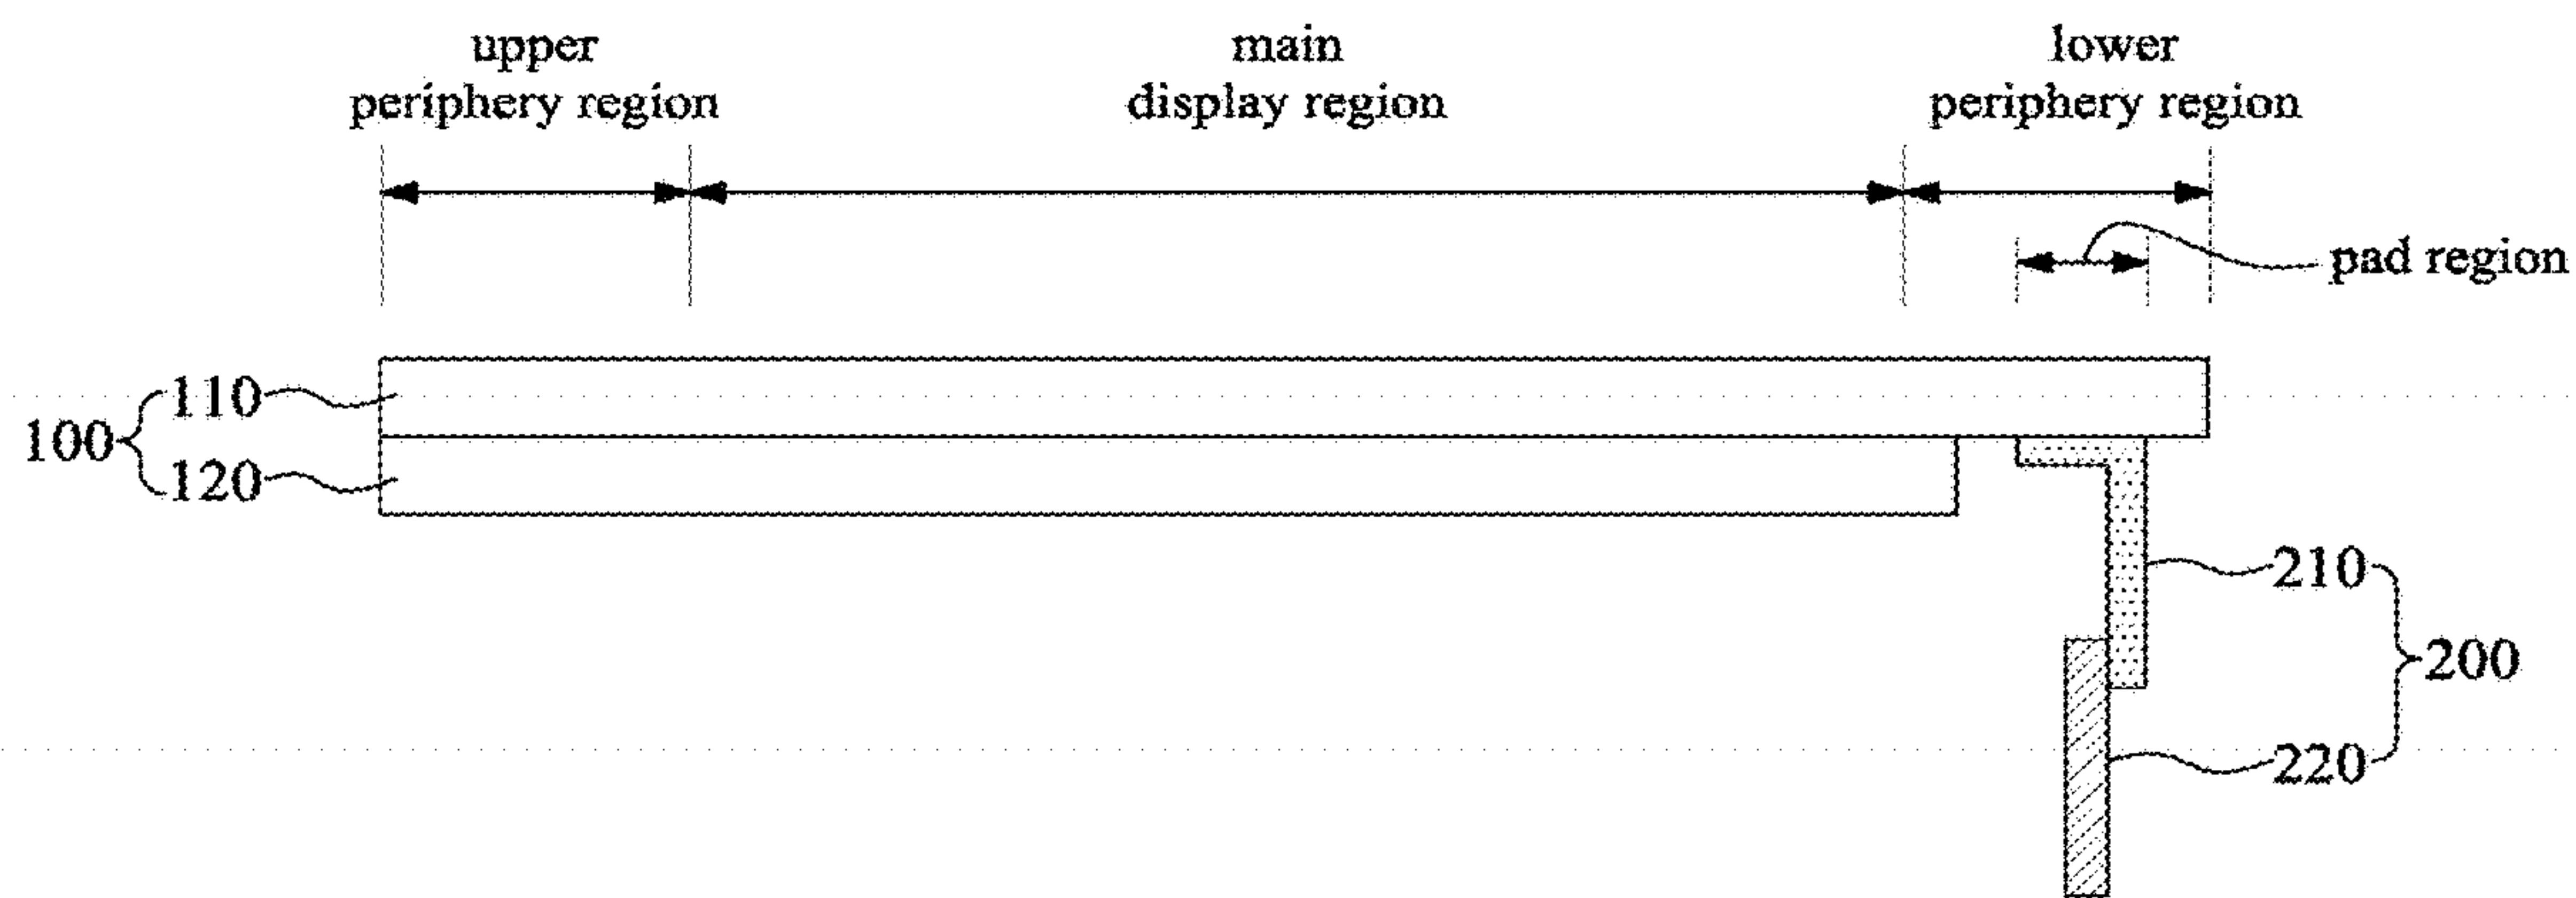 upper
periphery region
main
display region
lower
periphery region
pad region
100
110
120
210
200
220